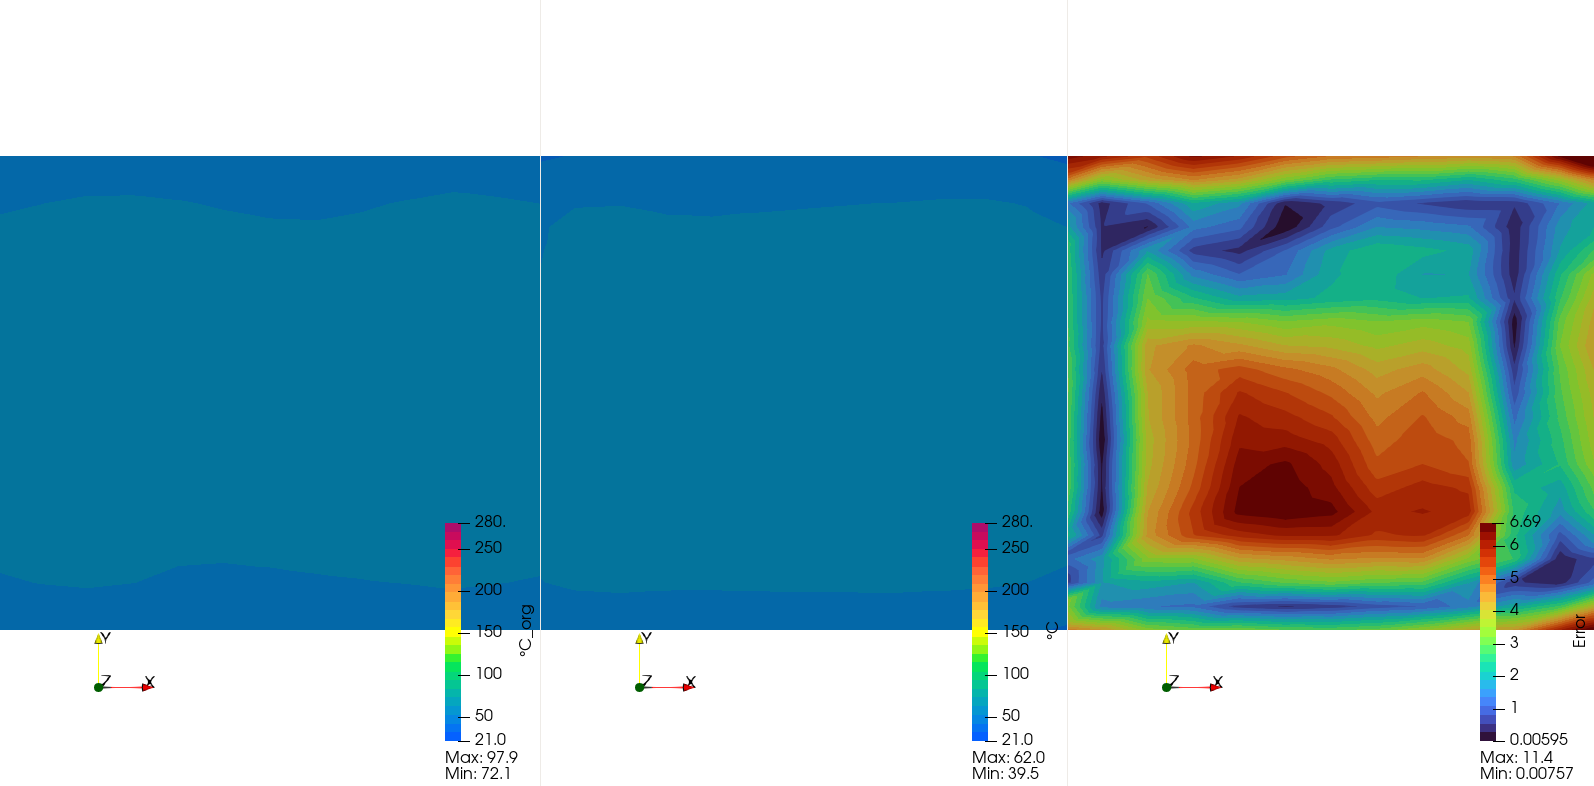 280.
250
200
150
100
50
21.0
°C_org
Max: 97.9
Min: 72.1
Y
Z
X
280.
250
200
150
100
50
21.0
°C
Max: 62.0
Min: 39.5
Y
Z
X
6.69
6
5
4
3
2
1
0.00595
Error
Max: 11.4
Min: 0.00757
Y
Z
X